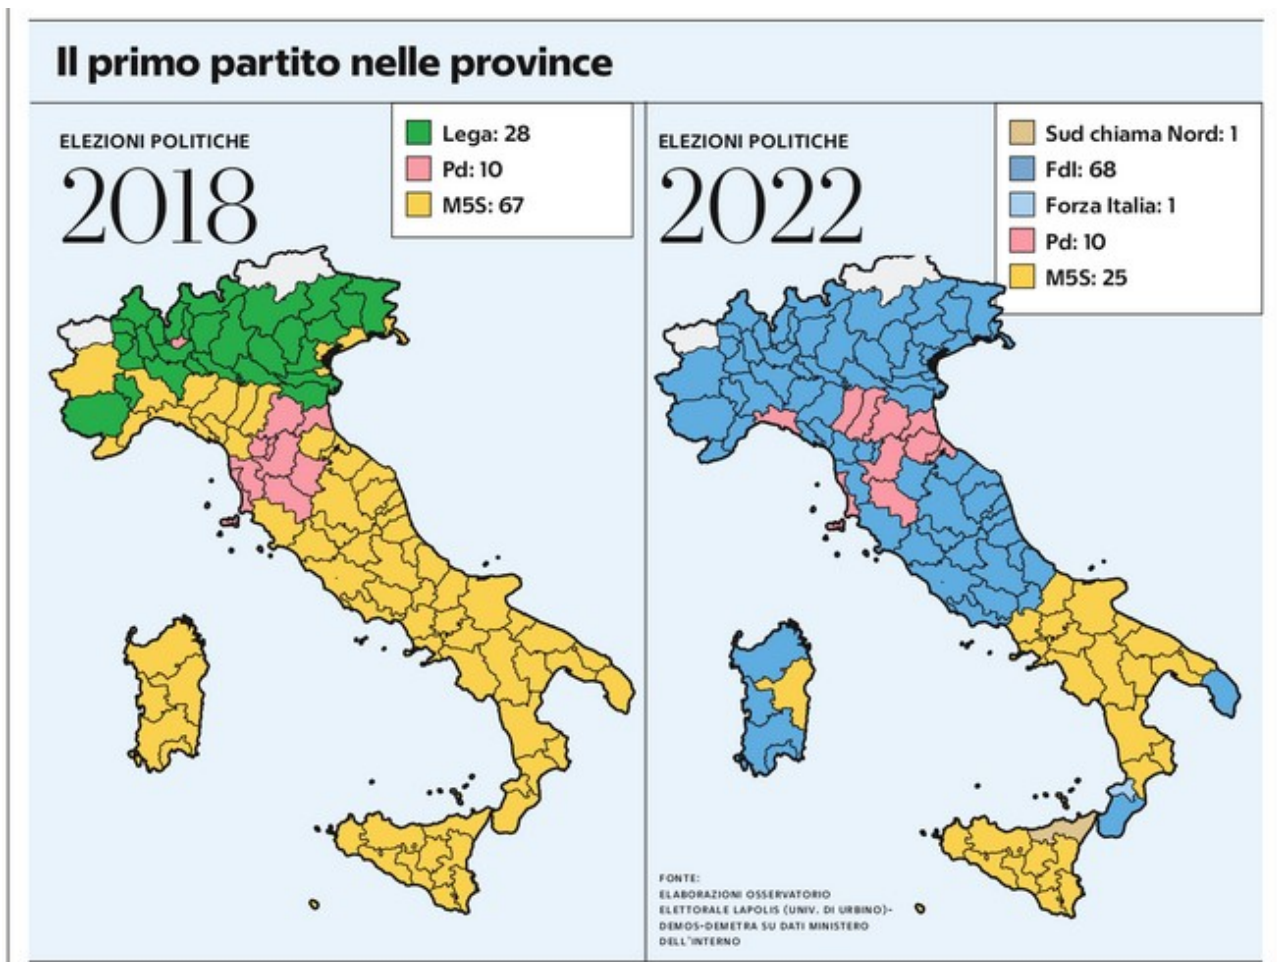 Il primo partito nelle province
ELEZIONI POLITICHE
2018
Lega: 28
Pd: 10
M5S: 67
ELEZIONI POLITICHE
2022
Sud chiama Nord: 1
FdI: 68
Forza Italia: 1
Pd: 10
M5S: 25
FONTE:
ELABORAZIONI OSSERVATORIO
ELETTORALE LAPOLIS (UNIV. DI URBINO)-
DEMOS-DEMETRA SU DATI MINISTERO
DELL'INTERNO